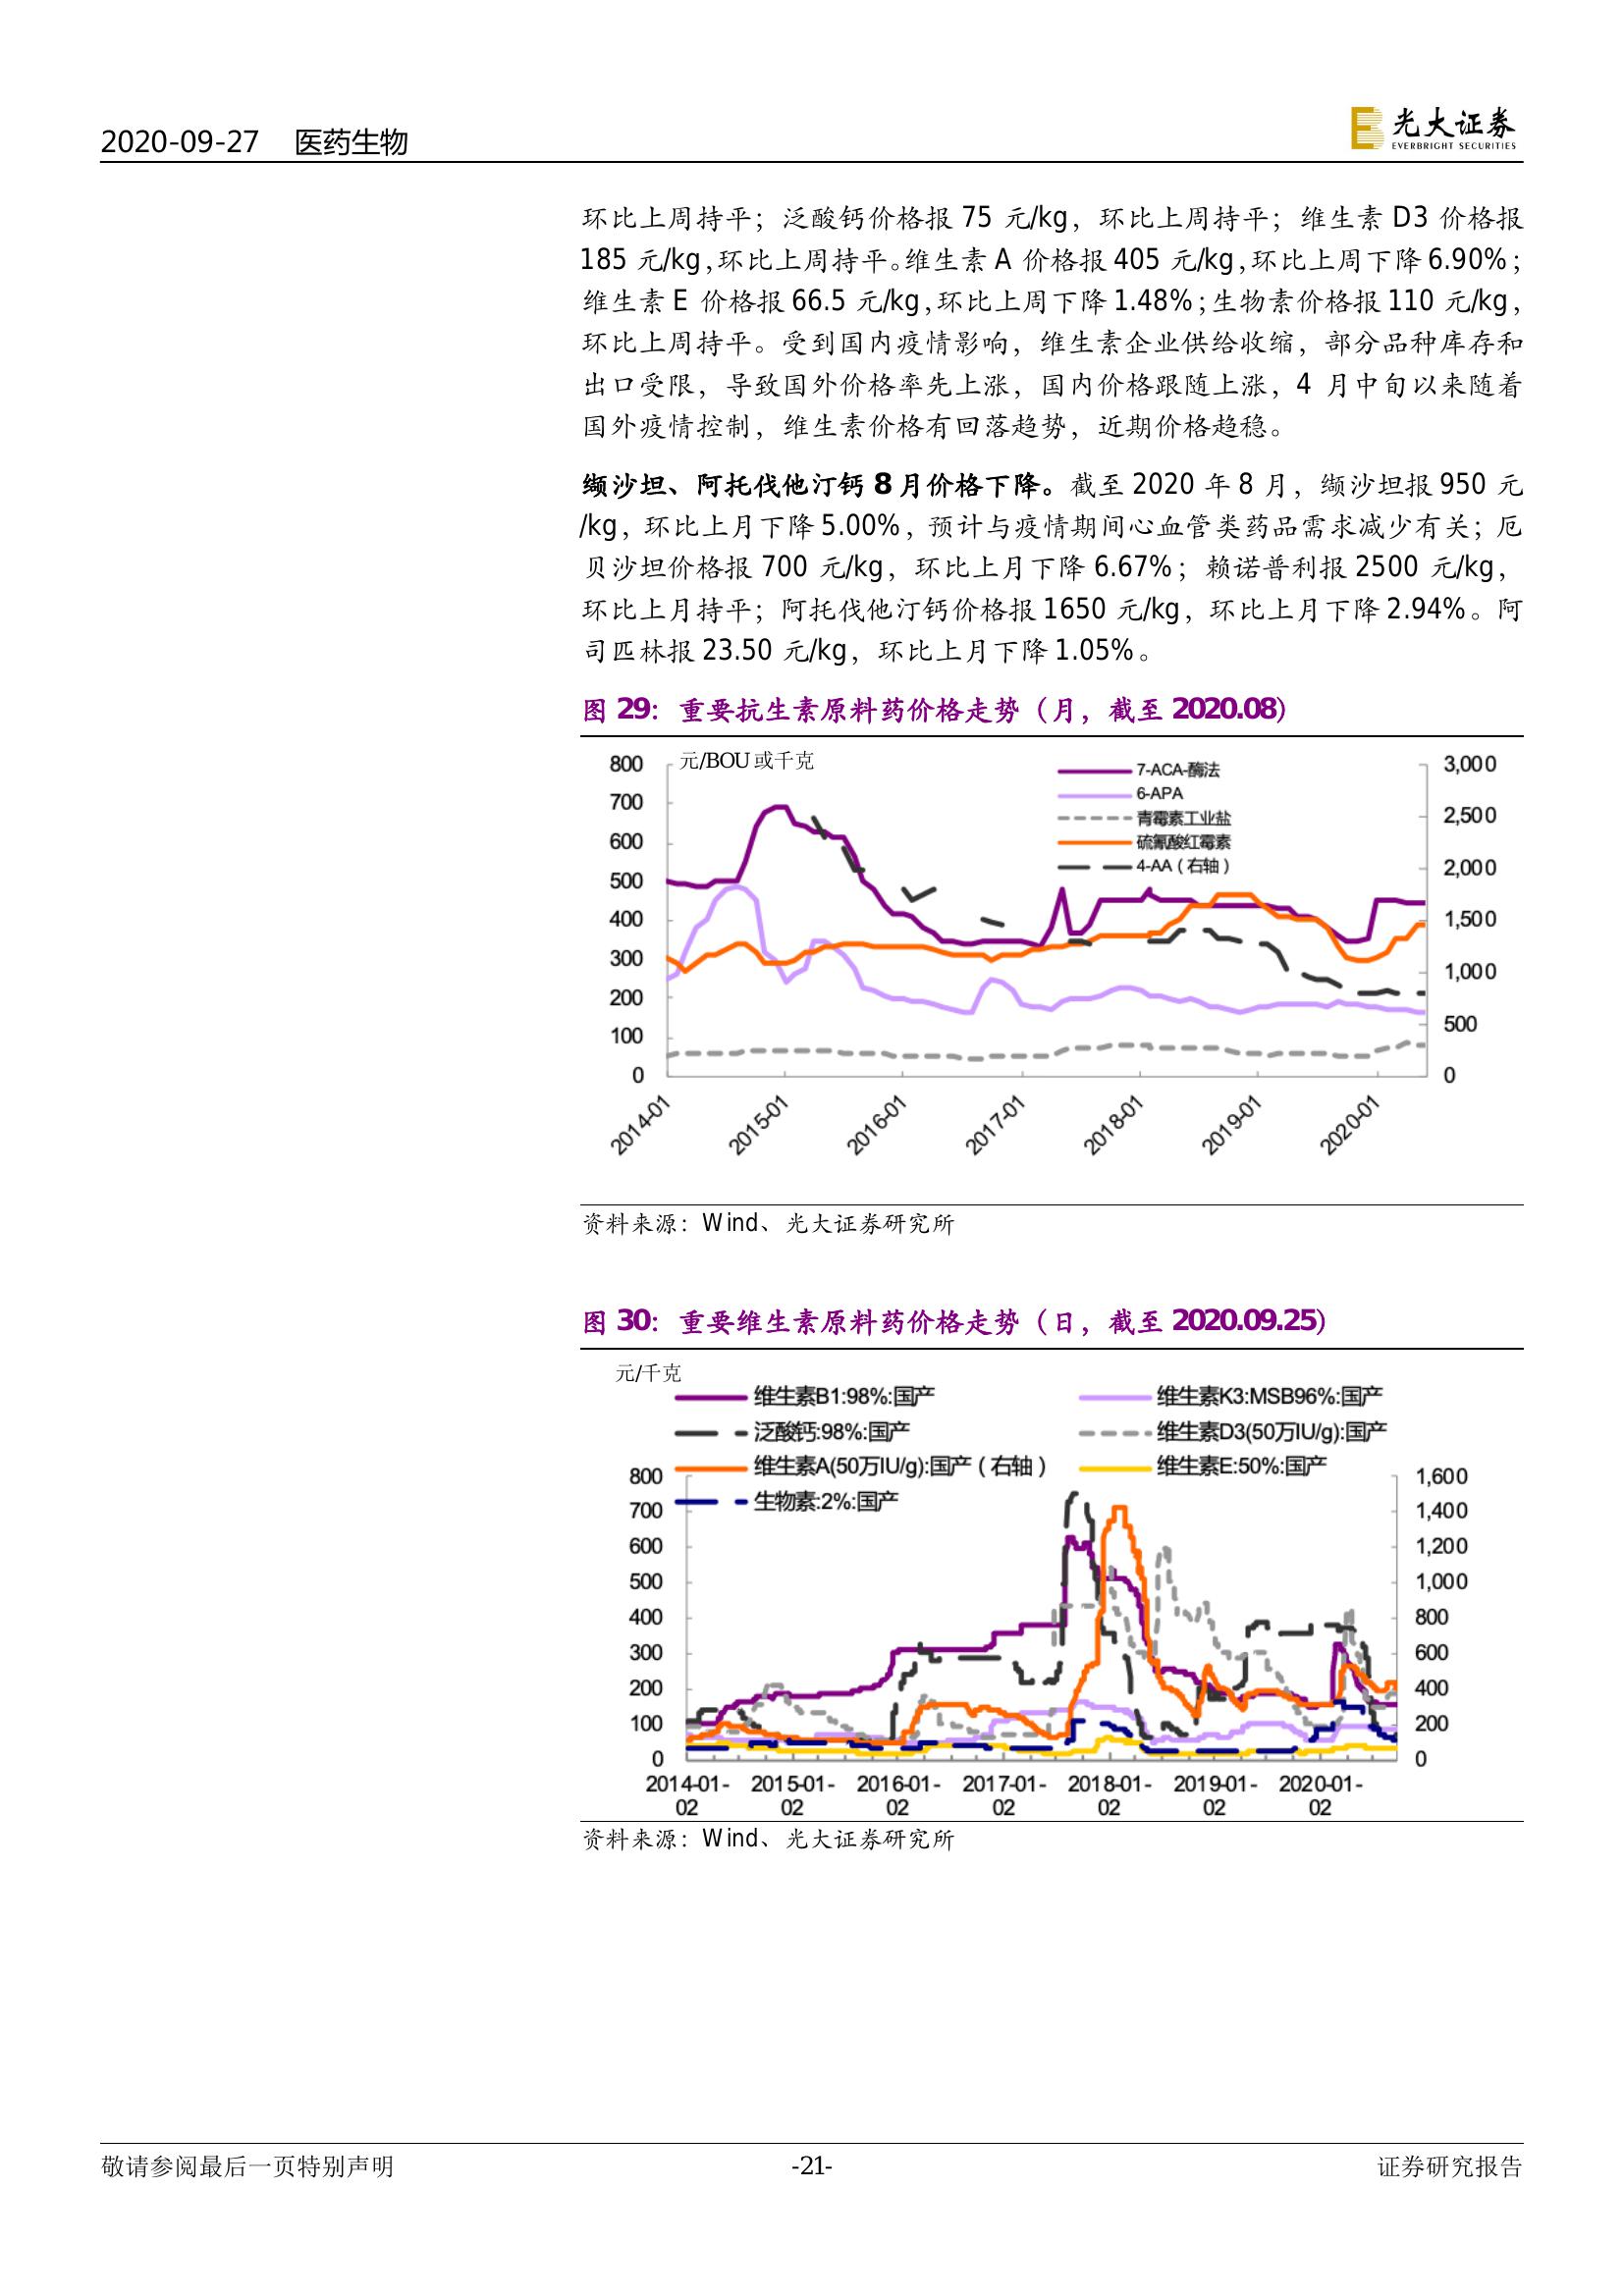 2020-09-27 医药生物
光大证券
EVERBRIGHT SECURITIES
环比上周持平；泛酸钙价格报 75 元/kg，环比上周持平；维生素 D3 价格报
185 元/kg，环比上周持平。维生素 A 价格报 405 元/kg，环比上周下降 6.90%；
维生素 E 价格报 66.5 元/kg，环比上周下降 1.48%；生物素价格报 110 元/kg，
环比上周持平。受到国内疫情影响，维生素企业供给收缩，部分品种库存和
出口受限，导致国外价格率先上涨，国内价格跟随上涨，4 月中旬以来随着
国外疫情控制，维生素价格有回落趋势，近期价格趋稳。
缬沙坦、阿托伐他汀钙 8 月价格下降。截至 2020 年 8 月，缬沙坦报 950 元
/kg，环比上月下降 5.00%，预计与疫情期间心血管类药品需求减少有关；厄
贝沙坦价格报 700 元/kg，环比上月下降 6.67%；赖诺普利报 2500 元/kg，
环比上月持平；阿托伐他汀钙价格报 1650 元/kg，环比上月下降 2.94%。阿
司匹林报 23.50 元/kg，环比上月下降 1.05%。
图 29：重要抗生素原料药价格走势（月，截至 2020.08）
元/BOU 或千克
7-ACA-酶法
6-APA
青霉素工业盐
硫氰酸红霉素
4-AA（右轴）
800
700
600
500
400
300
200
100
0
3,000
2,500
2,000
1,500
1,000
500
0
2014-01
2015-01
2016-01
2017-01
2018-01
2019-01
2020-01
资料来源：Wind、光大证券研究所
图 30：重要维生素原料药价格走势（日，截至 2020.09.25）
元/千克
维生素B1:98%:国产
维生素K3:MSB96%:国产
泛酸钙:98%:国产
维生素D3(50万IU/g):国产
维生素A(50万IU/g):国产（右轴）
维生素E:50%:国产
生物素:2%:国产
800
700
600
500
400
300
200
100
0
1,600
1,400
1,200
1,000
800
600
400
200
0
2014-01- 2015-01- 2016-01- 2017-01- 2018-01- 2019-01- 2020-01-
02 02 02 02 02 02 02
资料来源：Wind、光大证券研究所
敬请参阅最后一页特别声明 -21- 证券研究报告